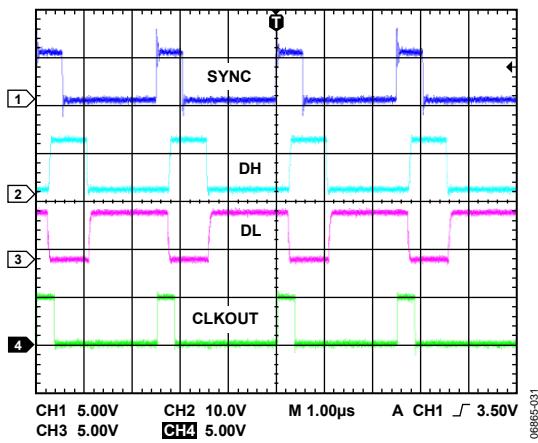 T
SYNC
1
DH
2
DL
3
CLKOUT
4
CH1 5.00V CH2 10.0V M 1.00µs A CH1 3.50V
CH3 5.00V CH4 5.00V
06865-031